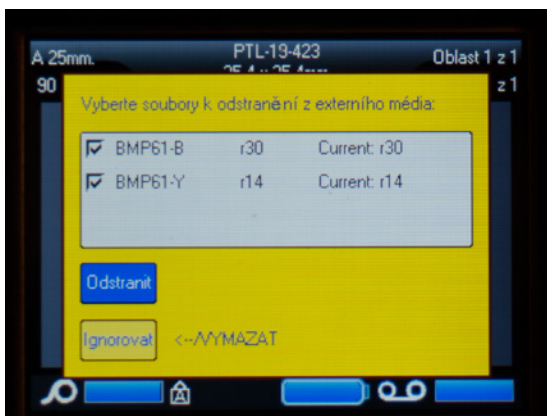 A 25mm. PTL-19-423 Oblast 1 z 1
90 z 1
Vyberte soubory k odstranění z externího média:
BMP61-B r30 Current: r30
BMP61-Y r14 Current: r14
Odstranit
Ignorovat <--/VYMAZAT
A